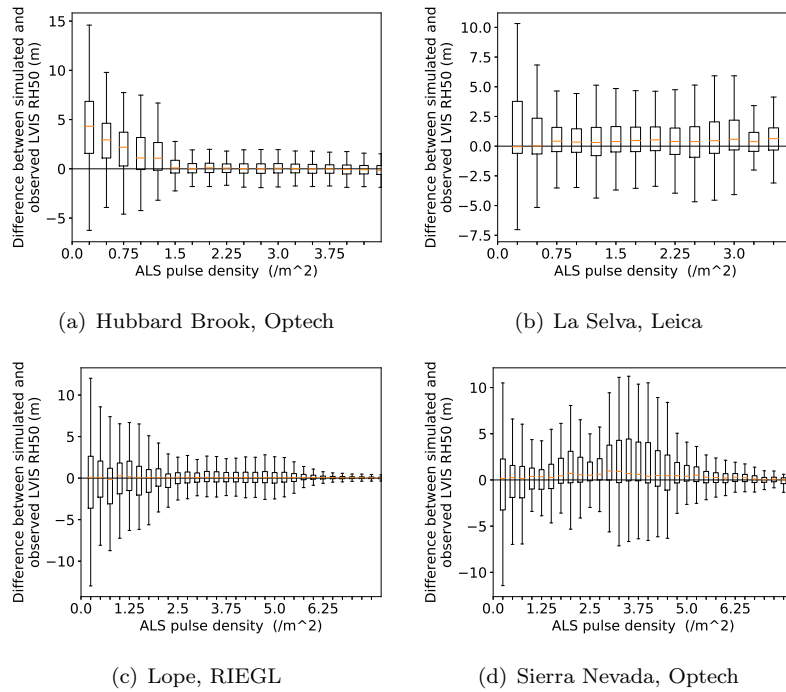 Difference between simulated and
observed LVIS RH50 (m)
15
10
5
0
−5
0.0 0.75 1.5 2.25 3.0 3.75
ALS pulse density (/m^2)
(a) Hubbard Brook, Optech
Difference between simulated and
observed LVIS RH50 (m)
10.0
7.5
5.0
2.5
0.0
−2.5
−5.0
−7.5
0.0 0.75 1.5 2.25 3.0
ALS pulse density (/m^2)
(b) La Selva, Leica
Difference between simulated and
observed LVIS RH50 (m)
10
5
0
−5
−10
0.0 1.25 2.5 3.75 5.0 6.25
ALS pulse density (/m^2)
(c) Lope, RIEGL
Difference between simulated and
observed LVIS RH50 (m)
10
5
0
−5
−10
0.0 1.25 2.5 3.75 5.0 6.25
ALS pulse density (/m^2)
(d) Sierra Nevada, Optech